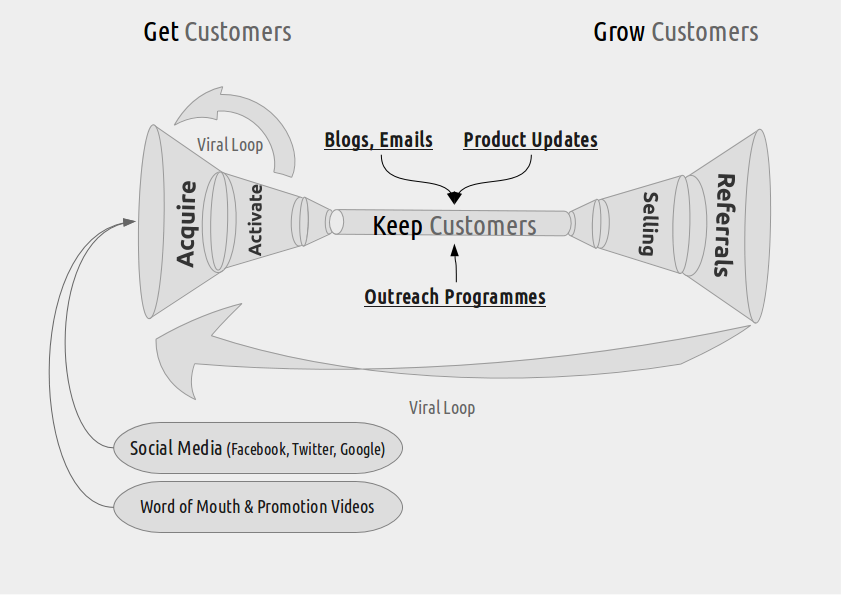 Get Customers
Grow Customers
Viral Loop
Blogs, Emails
Product Updates
Acquire
Activate
Keep Customers
Selling
Referrals
Outreach Programmes
Viral Loop
Social Media (Facebook, Twitter, Google)
Word of Mouth & Promotion Videos